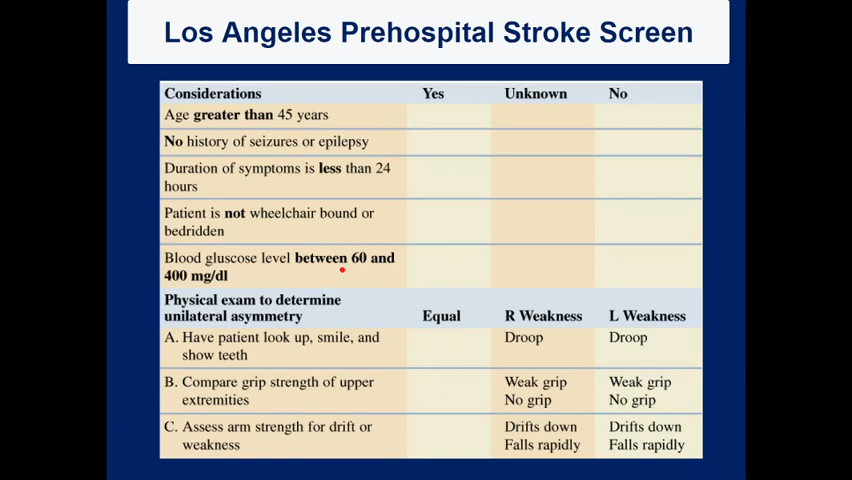 Los Angeles Prehospital Stroke Screen
Considerations Yes Unknown No
Age greater than 45 years
No history of seizures or epilepsy
Duration of symptoms is less than 24
hours
Patient is not wheelchair bound or
bedridden
Blood gluscose level between 60 and
400 mg/dl
Physical exam to determine
unilateral asymmetry Equal R Weakness L Weakness
A. Have patient look up, smile, and Droop Droop
show teeth
B. Compare grip strength of upper Weak grip Weak grip
extremities No grip No grip
C. Assess arm strength for drift or Drifts down Drifts down
weakness Falls rapidly Falls rapidly